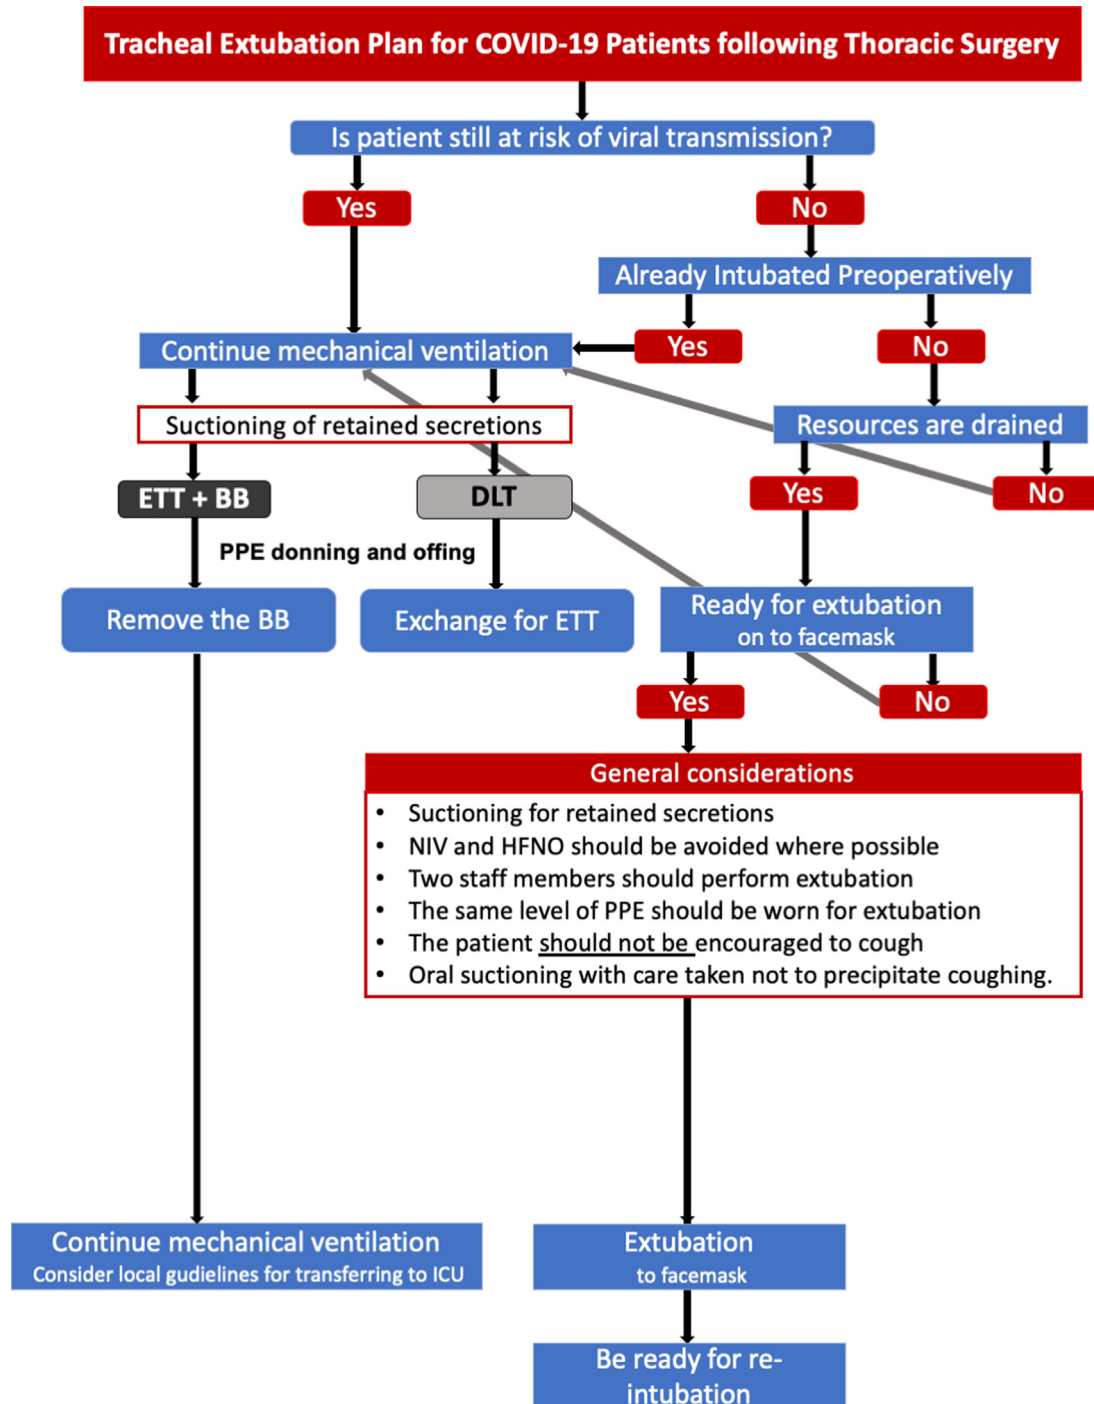 Tracheal Extubation Plan for COVID-19 Patients following Thoracic Surgery
Is patient still at risk of viral transmission?
Yes
No
Already Intubated Preoperatively
Yes
No
Continue mechanical ventilation
Resources are drained
Suctioning of retained secretions
Yes
No
ETT + BB
DLT
PPE donning and offing
Remove the BB
Exchange for ETT
Ready for extubation
on to facemask
Yes
No
General considerations
• Suctioning for retained secretions
• NIV and HFNO should be avoided where possible
• Two staff members should perform extubation
• The same level of PPE should be worn for extubation
• The patient should not be encouraged to cough
• Oral suctioning with care taken not to precipitate coughing.
Continue mechanical ventilation
Consider local gudielines for transferring to ICU
Extubation
to facemask
Be ready for re-
intubation